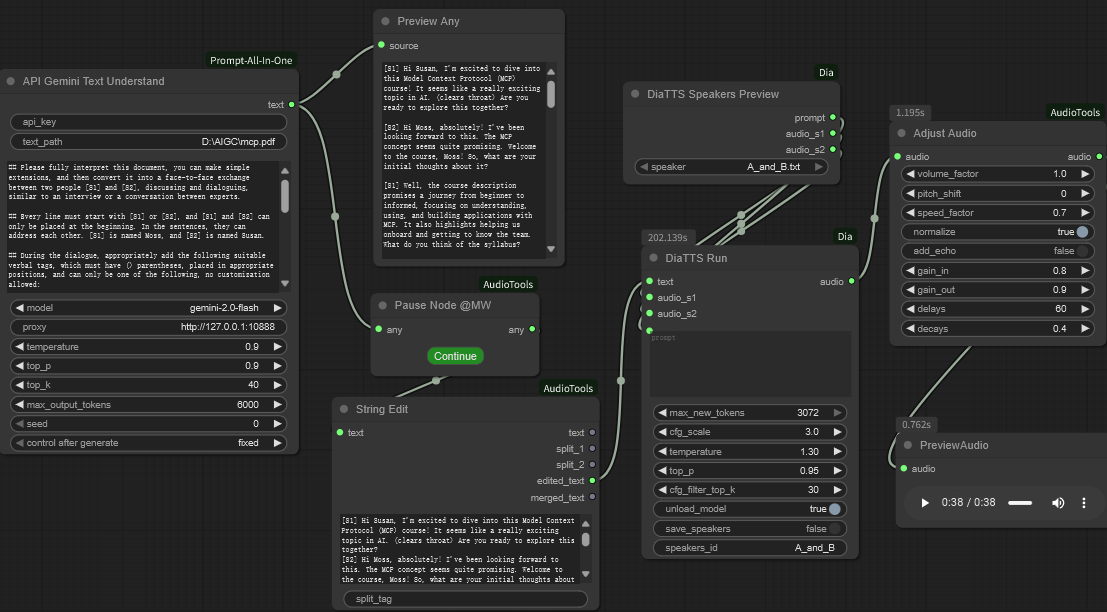 Prompt-All-In-One
API Gemini Text Understand
text
api_key
text_path D:\AIGC\mcp.pdf
## Please fully interpret this document, you can make simple
extensions, and then convert it into a face-to-face exchange
between two people [S1] and [S2], discussing and dialoguing,
similar to an interview or a conversation between experts.
## Every line must start with [S1] or [S2], and [S1] and [S2] can
only be placed at the beginning. In the sentences, they can
address each other. [S1] is named Moss, and [S2] is named Susan.
## During the dialogue, appropriately add the following suitable
verbal tags, which must have () parentheses, placed in appropriate
positions, and can only be one of the following, no customization
allowed:
model gemini-2.0-flash
proxy http://127.0.0.1:10888
temperature 0.9
top_p 0.9
top_k 40
max_output_tokens 6000
seed 0
control after generate fixed
Preview Any
source
[S1] Hi Susan, I'm excited to dive into
this Model Context Protocol (MCP)
course! It seems like a really exciting
topic in AI. (clears throat) Are you
ready to explore this together?
[S2] Hi Moss, absolutely! I've been
looking forward to this. The MCP
concept seems quite promising. Welcome
to the course, Moss! So, what are your
initial thoughts about it?
[S1] Well, the course description
promises a journey from beginner to
informed, focusing on understanding,
using, and building applications with
MCP. It also highlights helping us
onboard and getting to know the team.
What do you think of the syllabus?
AudioTools
Pause Node @MW
any any
Continue
AudioTools
String Edit
text text
split_1
split_2
edited_text
merged_text
[S1] Hi Susan, I'm excited to dive into this Model Context
Protocol (MCP) course! It seems like a really exciting
topic in AI. (clears throat) Are you ready to explore this
together?
[S2] Hi Moss, absolutely! I've been looking forward to
this. The MCP concept seems quite promising. Welcome to
the course, Moss! So, what are your initial thoughts about
split_tag
Dia
DiaTTS Speakers Preview
prompt
audio_s1
audio_s2
speaker A_and_B.txt
202.139s
Dia
DiaTTS Run
text audio
audio_s1
audio_s2
prompt
max_new_tokens 3072
cfg_scale 3.0
temperature 1.30
top_p 0.95
cfg_filter_top_k 30
unload_model true
save_speakers false
speakers_id A_and_B
1.195s
AudioTools
Adjust Audio
audio audio
volume_factor 1.0
pitch_shift 0
speed_factor 0.7
normalize true
add_echo false
gain_in 0.8
gain_out 0.9
delays 60
decays 0.4
0.762s
PreviewAudio
audio
0:38 / 0:38